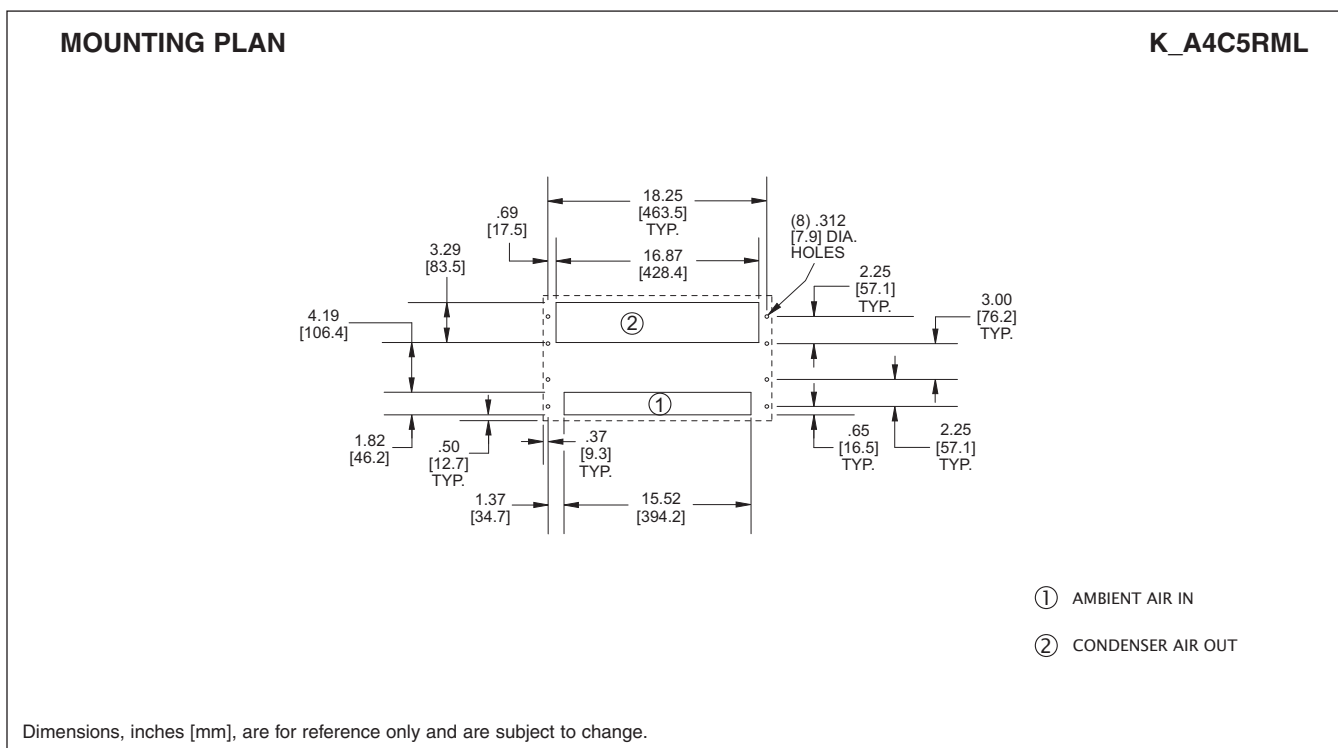 MOUNTING PLAN
K_A4C5RML
18.25
[463.5]
TYP.
.69
[17.5]
(8) .312
[7.9] DIA.
HOLES
3.29
[83.5]
16.87
[428.4]
2.25
[57.1]
TYP.
3.00
[76.2]
TYP.
4.19
[106.4]
2
1
1.82
[46.2]
.50
[12.7]
TYP.
.37
[9.3]
TYP.
.65
[16.5]
TYP.
2.25
[57.1]
TYP.
1.37
[34.7]
15.52
[394.2]
1 AMBIENT AIR IN
2 CONDENSER AIR OUT
Dimensions, inches [mm], are for reference only and are subject to change.